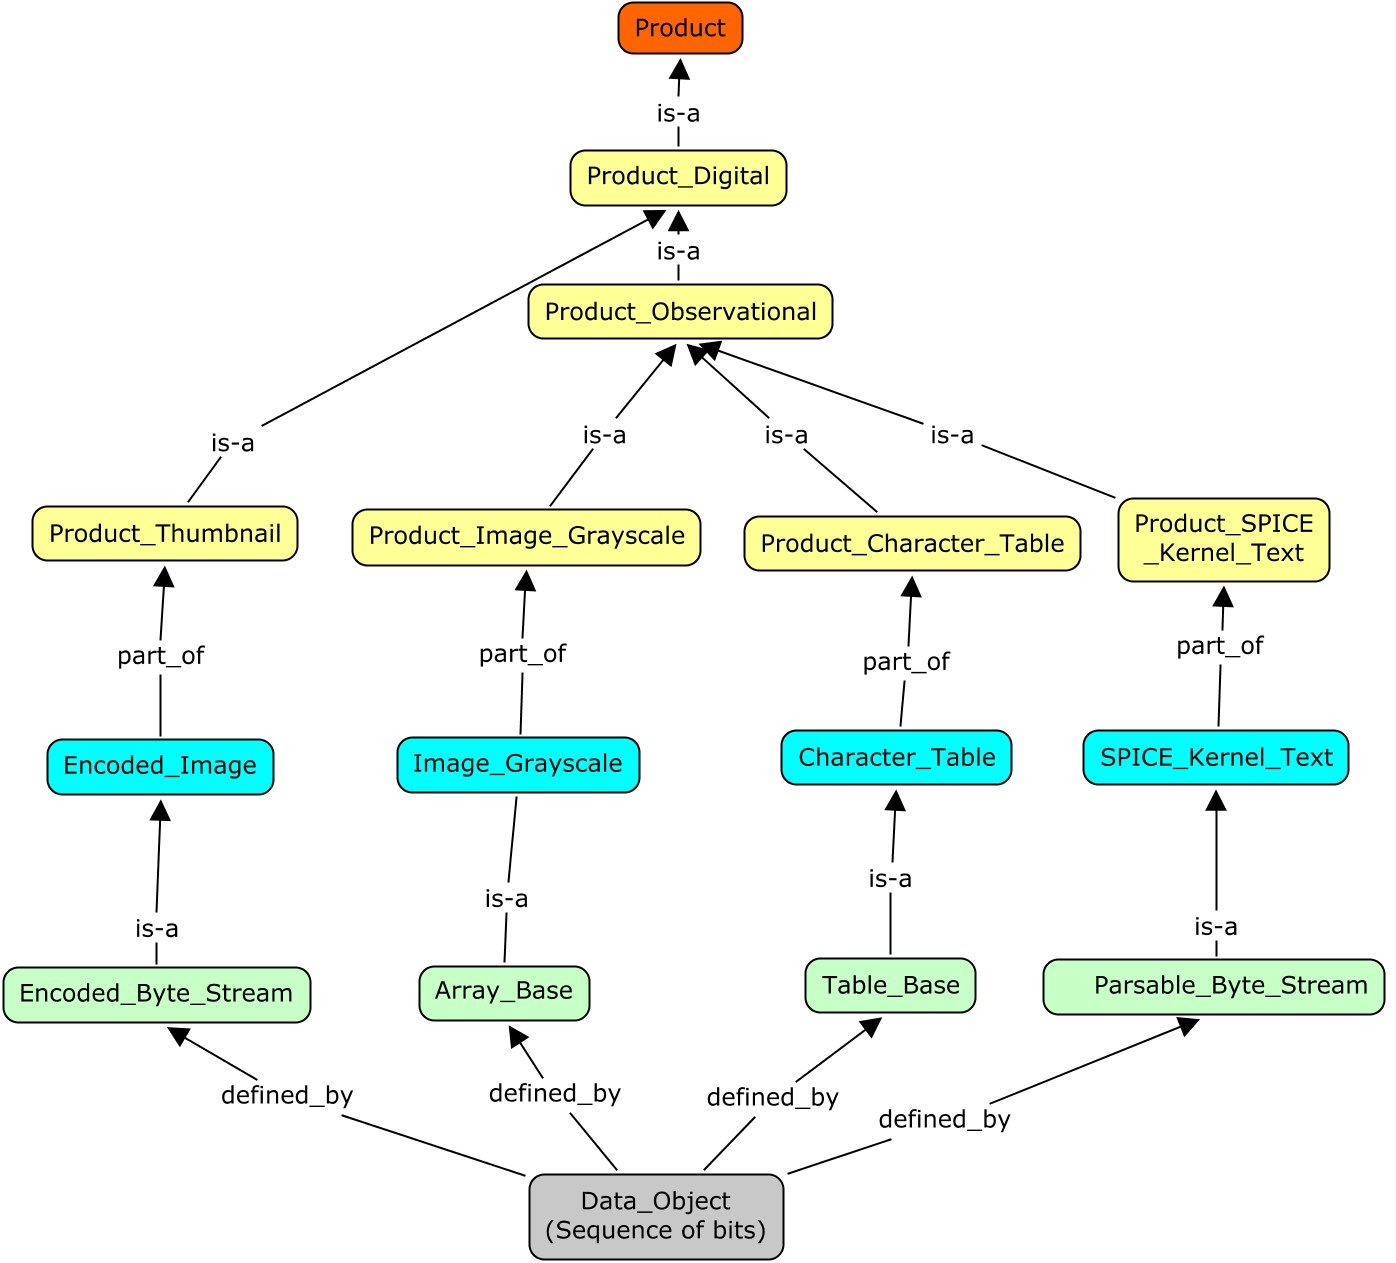 Product
is-a
Product_Digital
is-a
Product_Observational
is-a
is-a
is-a
is-a
Product_Thumbnail
Product_Image_Grayscale
Product_Character_Table
Product_SPICE
_Kernel_Text
part_of
part_of
part_of
part_of
Encoded_Image
Image_Grayscale
Character_Table
SPICE_Kernel_Text
is-a
is-a
is-a
is-a
Encoded_Byte_Stream
Array_Base
Table_Base
Parsable_Byte_Stream
defined_by
defined_by
defined_by
defined_by
Data_Object
(Sequence of bits)